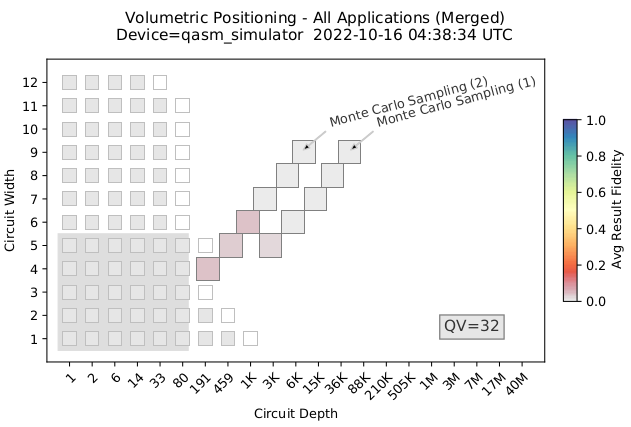 Volumetric Positioning - All Applications (Merged)
Device=qasm_simulator  2022-10-16 04:38:34 UTC
Monte Carlo Sampling (2)
Monte Carlo Sampling (1)
Circuit Width
12
11
10
9
8
7
6
5
4
3
2
1
QV=32
1 2 6 14 33 80 191 459 1K 3K 6K 15K 36K 88K 210K 505K 1M 3M 7M 17M 40M
Circuit Depth
1.0
0.8
0.6
0.4
0.2
0.0
Avg Result Fidelity